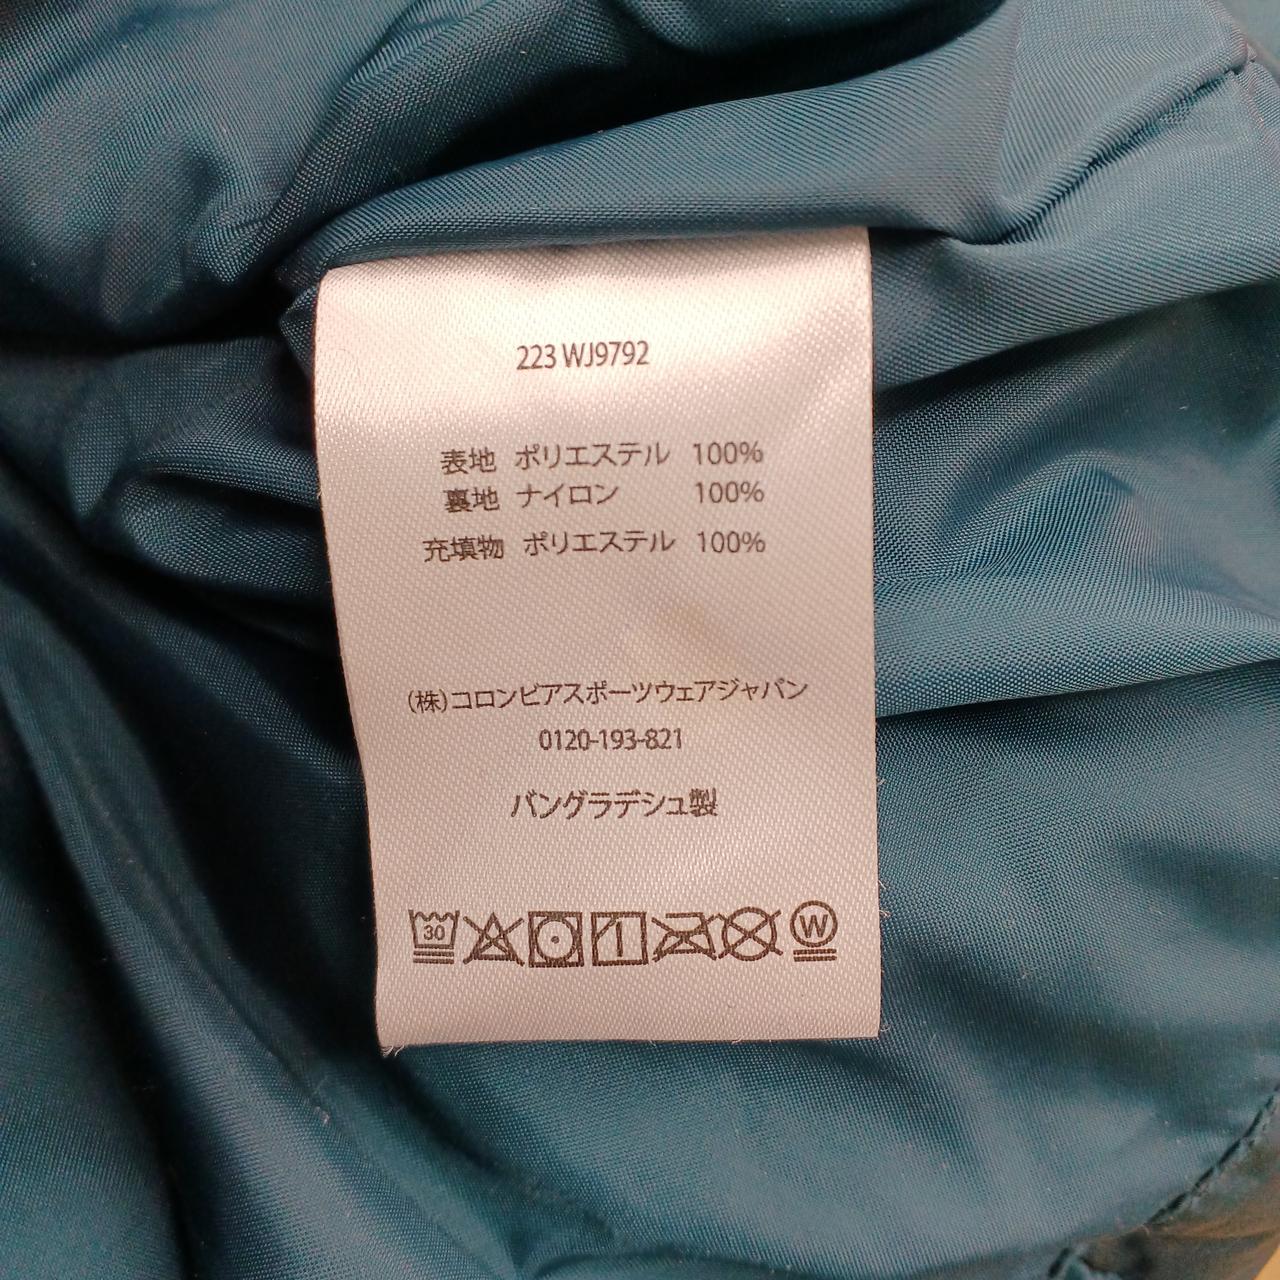 223 WJ9792
表地 ポリエステル 100%
裏地 ナイロン 100%
充填物 ポリエステル 100%
(株)コロンビアスポーツウェアジャパン
0120-193-821
バングラデシュ製
30 W